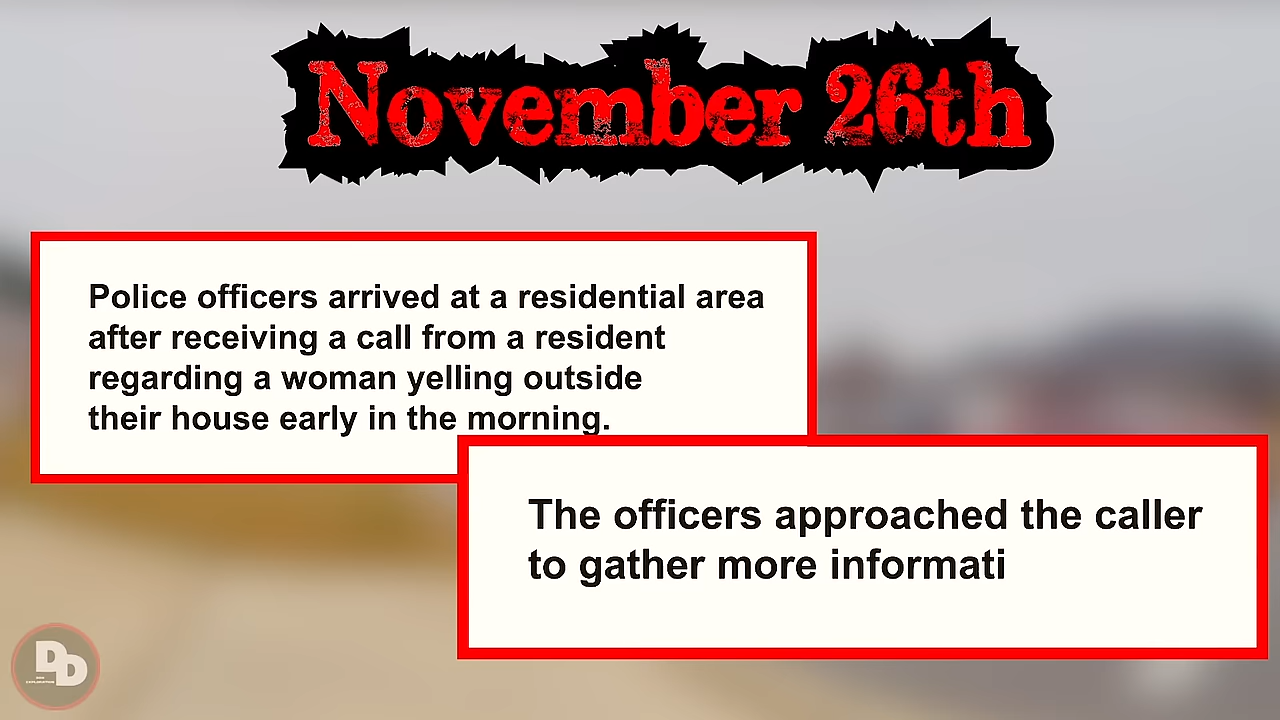 November 26th
Police officers arrived at a residential area
after receiving a call from a resident
regarding a woman yelling outside
their house early in the morning.
The officers approached the caller
to gather more informati
DD